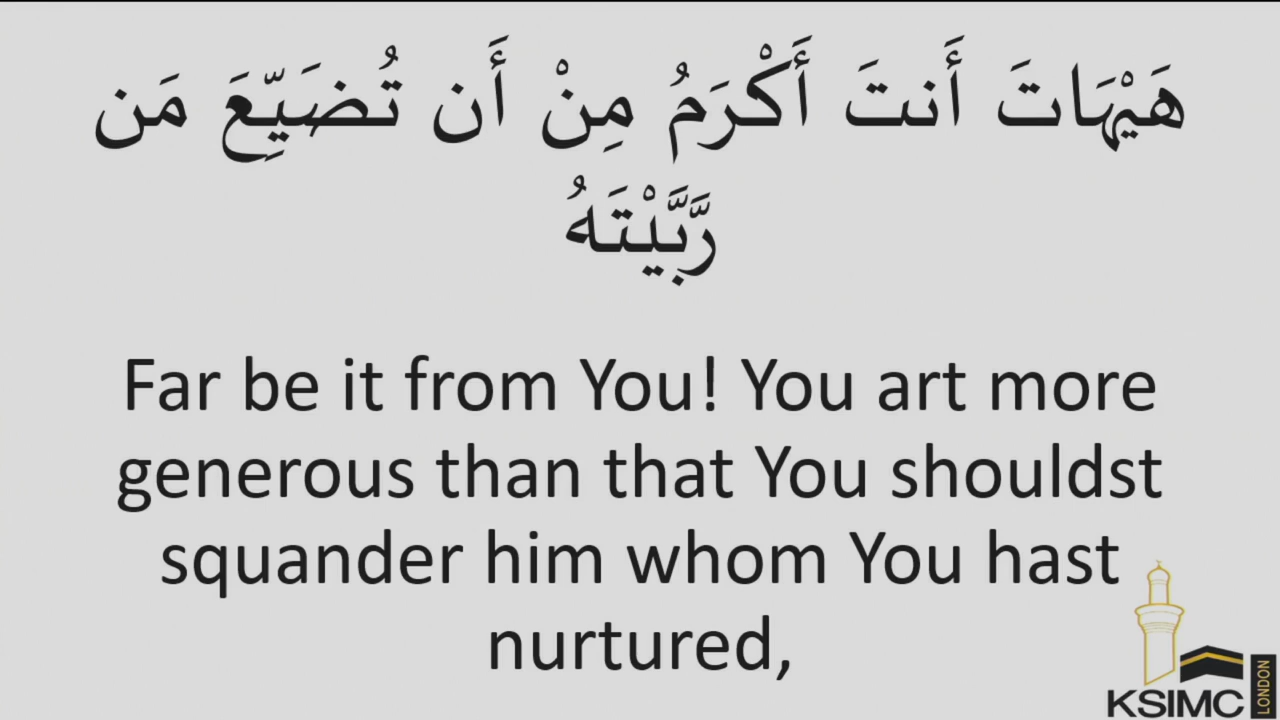 هَيْهَاتَ أَنتَ أَكْرَمُ مِنْ أَن تُضَيِّعَ مَن
رَّبَّيْتَهُ
Far be it from You! You art more
generous than that You shouldst
squander him whom You hast
nurtured,
KSIMC
LONDON